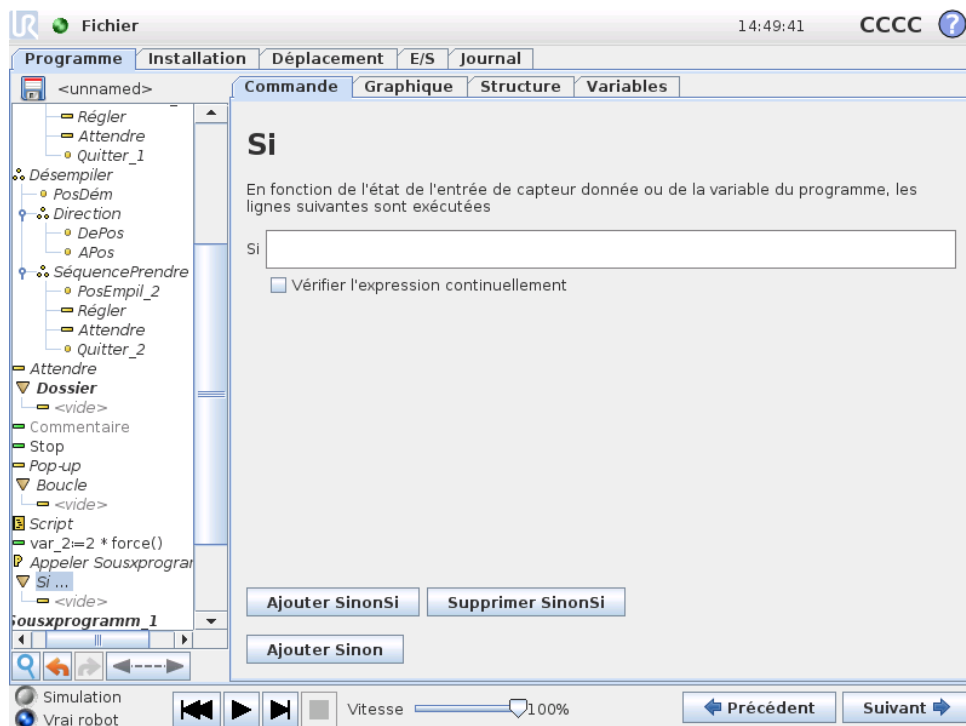 UR Fichier 14:49:41 CCCC ?
Programme Installation Déplacement E/S Journal
<unnamed>
Commande Graphique Structure Variables
Régler
Attendre
Quitter_1
Désempiler
PosDém
Direction
DePos
APos
SéquencePrendre
PosEmpil_2
Régler
Attendre
Quitter_2
Attendre
Dossier
<vide>
Commentaire
Stop
Pop-up
Boucle
<vide>
Script
var_2:=2 * force()
P Appeler Sousxprograr
Si ...
<vide>
Sousxprogramm_1
Si
En fonction de l'état de l'entrée de capteur donnée ou de la variable du programme, les
lignes suivantes sont exécutées
Si
Vérifier l'expression continuellement
Ajouter SinonSi Supprimer SinonSi
Ajouter Sinon
Simulation
Vrai robot
Vitesse 100%
Précédent Suivant